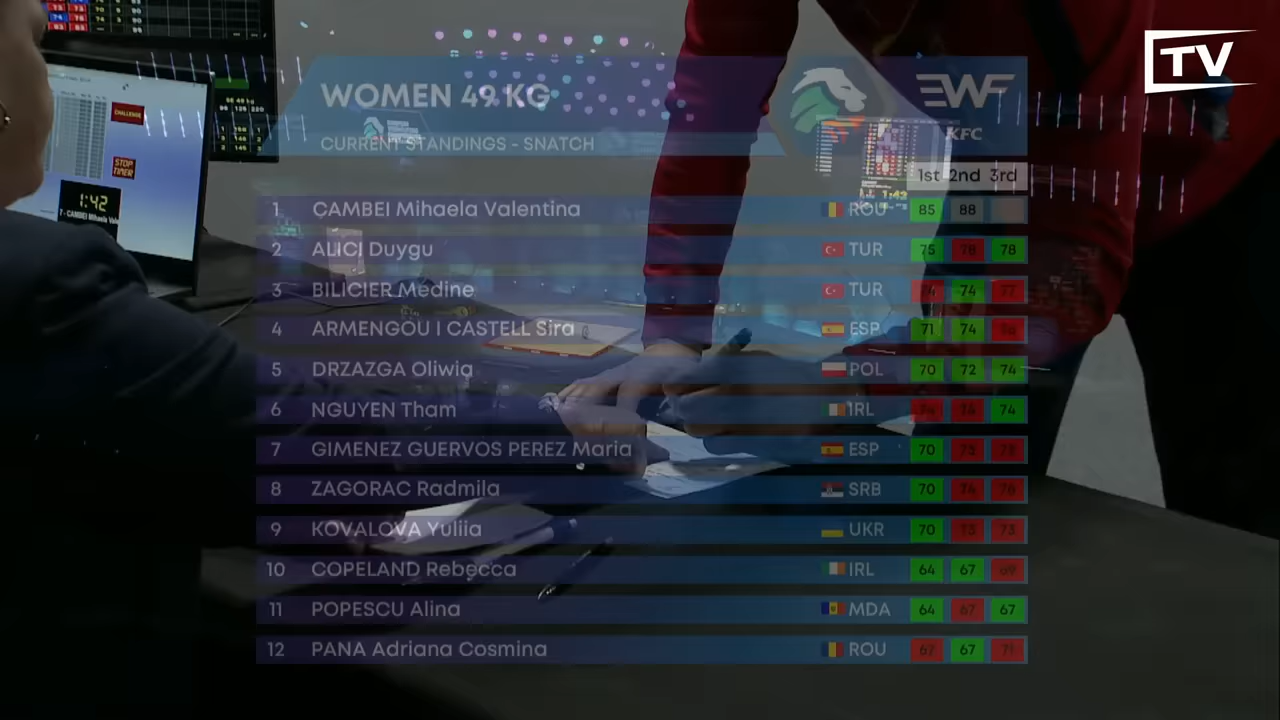 TV
WOMEN 49 KG
EWF
KFC
CURRENT STANDINGS - SNATCH
1st 2nd 3rd
1 CAMBEI Mihaela Valentina ROU 85 88
2 ALICI Duygu TUR 75 78 78
3 BILICIER Medine TUR 74 74 77
4 ARMENGOU I CASTELL Sira ESP 71 74
5 DRZAZGA Oliwia POL 70 72 74
6 NGUYEN Tham IRL 74 74 74
7 GIMENEZ GUERVOS PEREZ Maria ESP 70 73 73
8 ZAGORAC Radmila SRB 70 76 76
9 KOVALOVA Yuliia UKR 70 73 73
10 COPELAND Rebecca IRL 64 67 69
11 POPESCU Alina MDA 64 67 67
12 PANA Adriana Cosmina ROU 67 67 71
CHALLENGE
STOP
TIMER
1:42